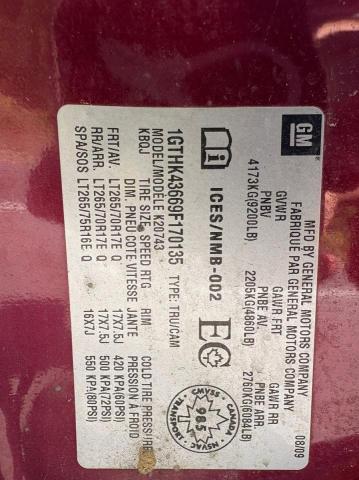 GM
MFD BY GENERAL MOTORS COMPANY
FABRIQUE PAR GENERAL MOTORS COMPANY
08/09
GVWR GAWR FRT GAWR RR
PNBV PNBE AV. PNBE ARR.
4173KG(9200LB) 2205KG(4860LB) 2760KG(6084LB)
ICES/NMB-002
EC
CANADA
985
TRANSPORT
CMVSS
NSVAC
1GTHK43669F170135 TYPE: TRU/CAM
MODEL/MODELE K20743
KBQJ
TIRE SIZE SPEED RTG RIM COLD TIRE PRESSURE
DIM. PNEU COTE VITESSE JANTE PRESSION A FROID
FRT/AV. LT265/70R17E Q 17X7.5J 420 KPA(60PSI)
RR/ARR. LT265/70R17E Q 17X7.5J 500 KPA(72PSI)
SPA/SOS LT265/75R16E Q 16X7J 550 KPA(80PSI)